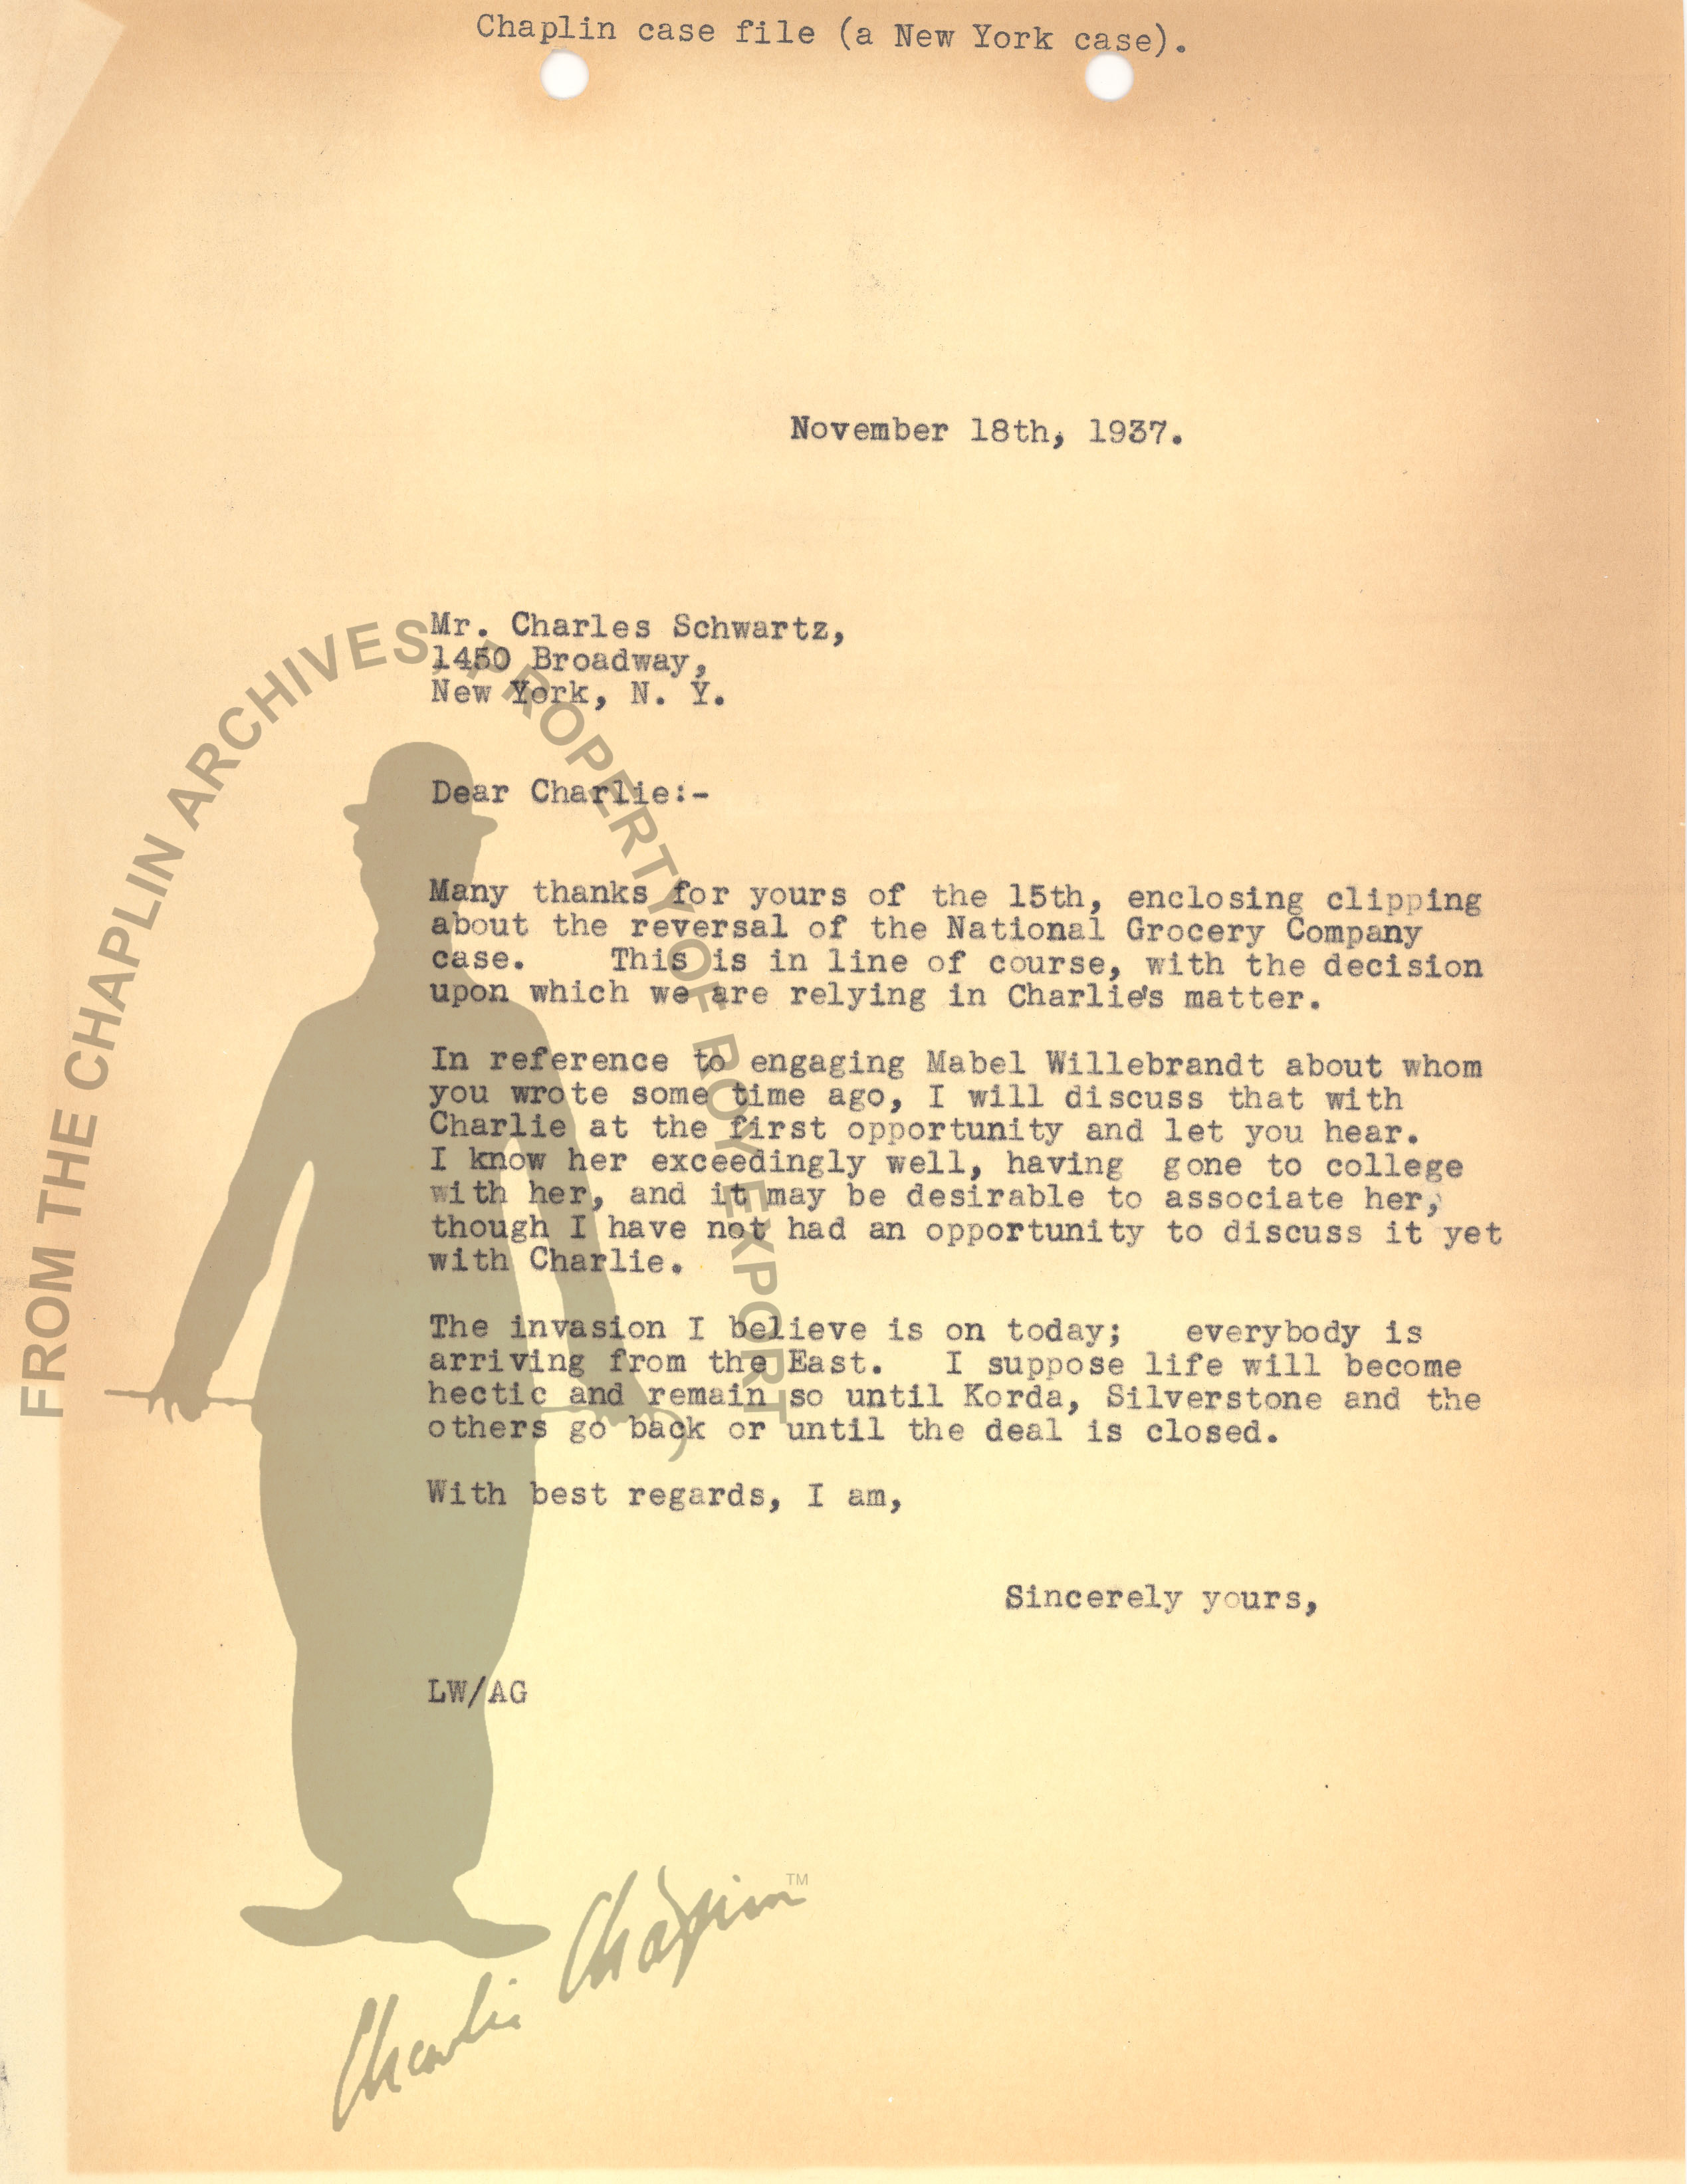 Chaplin case file (a New York case).
November 18th, 1937.
Mr. Charles Schwartz,
1450 Broadway,
New York, N. Y.
Dear Charlie:-
Many thanks for yours of the 15th, enclosing clipping
about the reversal of the National Grocery Company
case. This is in line of course, with the decision
upon which we are relying in Charlie's matter.
In reference to engaging Mabel Willebrandt about whom
you wrote some time ago, I will discuss that with
Charlie at the first opportunity and let you hear.
I know her exceedingly well, having gone to college
with her, and it may be desirable to associate her,
though I have not had an opportunity to discuss it yet
with Charlie.
The invasion I believe is on today; everybody is
arriving from the East. I suppose life will become
hectic and remain so until Korda, Silverstone and the
others go back or until the deal is closed.
With best regards, I am,
Sincerely yours,
LW/AG
FROM THE CHAPLIN ARCHIVES PROPERTY OF ROY EXPORT
Charlie Chaplin™